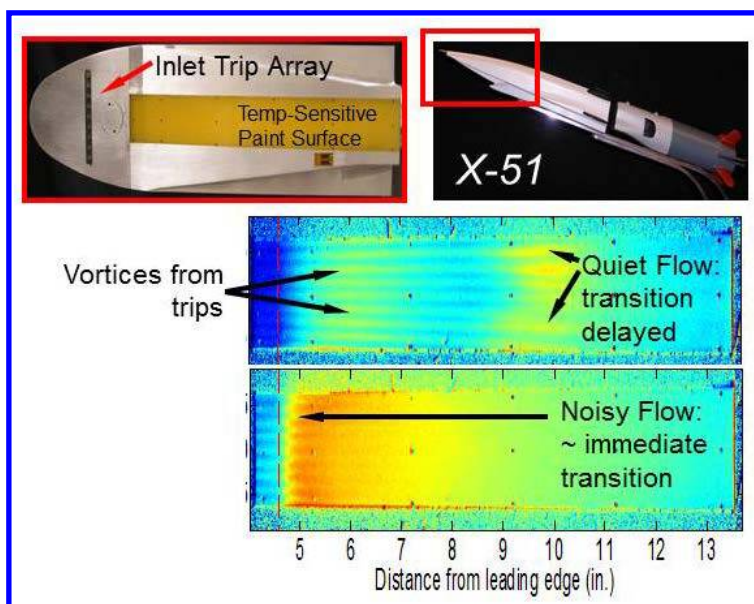 Inlet Trip Array
Temp-Sensitive
Paint Surface
X-51
Vortices from
trips
Quiet Flow:
transition
delayed
Noisy Flow:
~ immediate
transition
5 6 7 8 9 10 11 12 13
Distance from leading edge (in.)